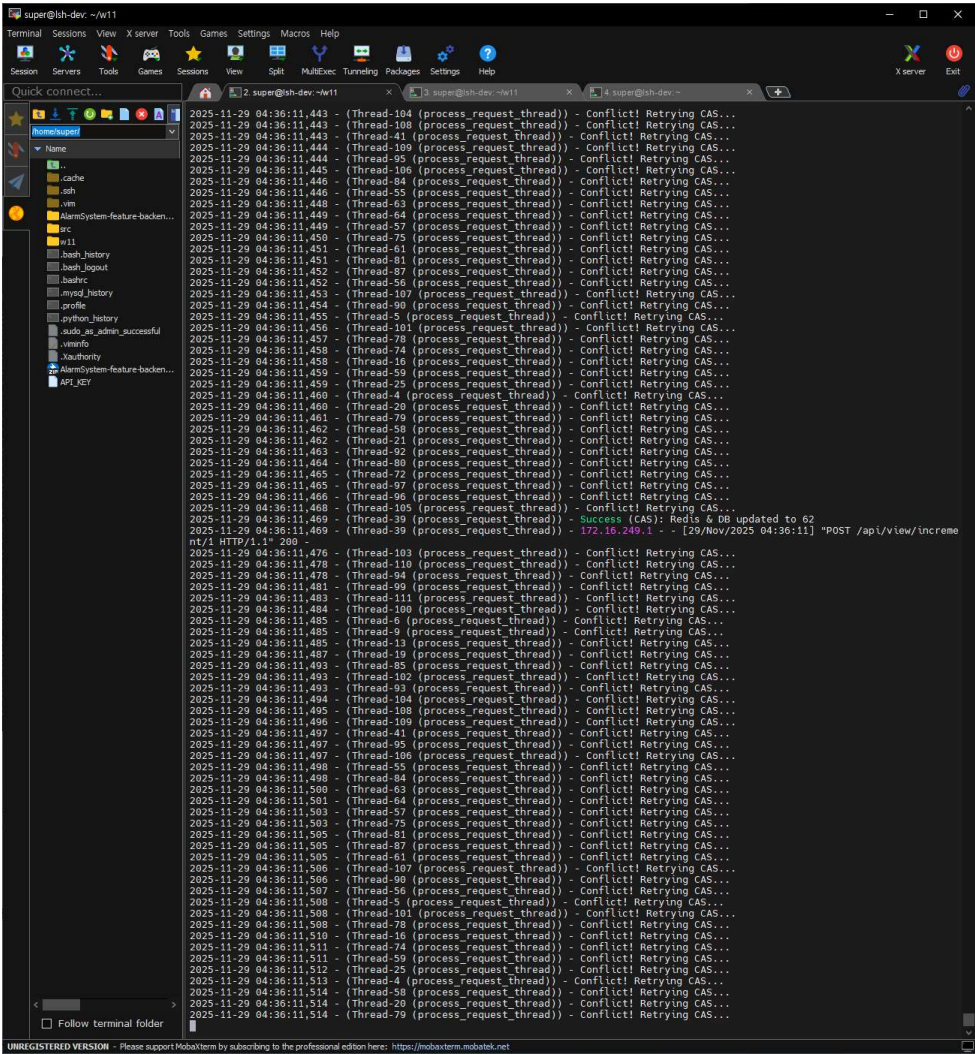 super@lsh-dev: ~/w11
Terminal Sessions View X server Tools Games Settings Macros Help
Session Servers Tools Games Sessions View Split MultiExec Tunneling Packages Settings Help X server Exit
Quick connect...
2. super@lsh-dev: ~/w11
3. super@lsh-dev: ~/w11
4. super@lsh-dev: ~
/home/super/
Name
..
.cache
.ssh
.vim
AlarmSystem-feature-backen...
src
w11
.bash_history
.bash_logout
.bashrc
.mysql_history
.profile
.python_history
.sudo_as_admin_successful
.viminfo
.Xauthority
AlarmSystem-feature-backen...
API_KEY
2025-11-29 04:36:11,443 - (Thread-104 (process_request_thread)) - Conflict! Retrying CAS...
2025-11-29 04:36:11,443 - (Thread-108 (process_request_thread)) - Conflict! Retrying CAS...
2025-11-29 04:36:11,443 - (Thread-41 (process_request_thread)) - Conflict! Retrying CAS...
2025-11-29 04:36:11,444 - (Thread-109 (process_request_thread)) - Conflict! Retrying CAS...
2025-11-29 04:36:11,444 - (Thread-95 (process_request_thread)) - Conflict! Retrying CAS...
2025-11-29 04:36:11,445 - (Thread-106 (process_request_thread)) - Conflict! Retrying CAS...
2025-11-29 04:36:11,446 - (Thread-84 (process_request_thread)) - Conflict! Retrying CAS...
2025-11-29 04:36:11,446 - (Thread-55 (process_request_thread)) - Conflict! Retrying CAS...
2025-11-29 04:36:11,448 - (Thread-63 (process_request_thread)) - Conflict! Retrying CAS...
2025-11-29 04:36:11,449 - (Thread-64 (process_request_thread)) - Conflict! Retrying CAS...
2025-11-29 04:36:11,449 - (Thread-57 (process_request_thread)) - Conflict! Retrying CAS...
2025-11-29 04:36:11,450 - (Thread-75 (process_request_thread)) - Conflict! Retrying CAS...
2025-11-29 04:36:11,451 - (Thread-61 (process_request_thread)) - Conflict! Retrying CAS...
2025-11-29 04:36:11,451 - (Thread-81 (process_request_thread)) - Conflict! Retrying CAS...
2025-11-29 04:36:11,452 - (Thread-87 (process_request_thread)) - Conflict! Retrying CAS...
2025-11-29 04:36:11,452 - (Thread-56 (process_request_thread)) - Conflict! Retrying CAS...
2025-11-29 04:36:11,453 - (Thread-107 (process_request_thread)) - Conflict! Retrying CAS...
2025-11-29 04:36:11,454 - (Thread-90 (process_request_thread)) - Conflict! Retrying CAS...
2025-11-29 04:36:11,455 - (Thread-5 (process_request_thread)) - Conflict! Retrying CAS...
2025-11-29 04:36:11,456 - (Thread-101 (process_request_thread)) - Conflict! Retrying CAS...
2025-11-29 04:36:11,457 - (Thread-78 (process_request_thread)) - Conflict! Retrying CAS...
2025-11-29 04:36:11,458 - (Thread-74 (process_request_thread)) - Conflict! Retrying CAS...
2025-11-29 04:36:11,458 - (Thread-16 (process_request_thread)) - Conflict! Retrying CAS...
2025-11-29 04:36:11,459 - (Thread-59 (process_request_thread)) - Conflict! Retrying CAS...
2025-11-29 04:36:11,459 - (Thread-25 (process_request_thread)) - Conflict! Retrying CAS...
2025-11-29 04:36:11,460 - (Thread-4 (process_request_thread)) - Conflict! Retrying CAS...
2025-11-29 04:36:11,460 - (Thread-20 (process_request_thread)) - Conflict! Retrying CAS...
2025-11-29 04:36:11,461 - (Thread-79 (process_request_thread)) - Conflict! Retrying CAS...
2025-11-29 04:36:11,462 - (Thread-58 (process_request_thread)) - Conflict! Retrying CAS...
2025-11-29 04:36:11,462 - (Thread-21 (process_request_thread)) - Conflict! Retrying CAS...
2025-11-29 04:36:11,463 - (Thread-92 (process_request_thread)) - Conflict! Retrying CAS...
2025-11-29 04:36:11,464 - (Thread-80 (process_request_thread)) - Conflict! Retrying CAS...
2025-11-29 04:36:11,465 - (Thread-72 (process_request_thread)) - Conflict! Retrying CAS...
2025-11-29 04:36:11,465 - (Thread-97 (process_request_thread)) - Conflict! Retrying CAS...
2025-11-29 04:36:11,466 - (Thread-96 (process_request_thread)) - Conflict! Retrying CAS...
2025-11-29 04:36:11,468 - (Thread-105 (process_request_thread)) - Conflict! Retrying CAS...
2025-11-29 04:36:11,469 - (Thread-39 (process_request_thread)) - Success (CAS): Redis & DB updated to 62
2025-11-29 04:36:11,469 - (Thread-39 (process_request_thread)) - 172.16.249.1 - - [29/Nov/2025 04:36:11] "POST /api/view/increme
nt/1 HTTP/1.1" 200 -
2025-11-29 04:36:11,476 - (Thread-103 (process_request_thread)) - Conflict! Retrying CAS...
2025-11-29 04:36:11,478 - (Thread-110 (process_request_thread)) - Conflict! Retrying CAS...
2025-11-29 04:36:11,478 - (Thread-94 (process_request_thread)) - Conflict! Retrying CAS...
2025-11-29 04:36:11,481 - (Thread-99 (process_request_thread)) - Conflict! Retrying CAS...
2025-11-29 04:36:11,483 - (Thread-111 (process_request_thread)) - Conflict! Retrying CAS...
2025-11-29 04:36:11,484 - (Thread-100 (process_request_thread)) - Conflict! Retrying CAS...
2025-11-29 04:36:11,485 - (Thread-6 (process_request_thread)) - Conflict! Retrying CAS...
2025-11-29 04:36:11,485 - (Thread-9 (process_request_thread)) - Conflict! Retrying CAS...
2025-11-29 04:36:11,485 - (Thread-13 (process_request_thread)) - Conflict! Retrying CAS...
2025-11-29 04:36:11,487 - (Thread-19 (process_request_thread)) - Conflict! Retrying CAS...
2025-11-29 04:36:11,493 - (Thread-85 (process_request_thread)) - Conflict! Retrying CAS...
2025-11-29 04:36:11,493 - (Thread-102 (process_request_thread)) - Conflict! Retrying CAS...
2025-11-29 04:36:11,493 - (Thread-93 (process_request_thread)) - Conflict! Retrying CAS...
2025-11-29 04:36:11,494 - (Thread-104 (process_request_thread)) - Conflict! Retrying CAS...
2025-11-29 04:36:11,495 - (Thread-108 (process_request_thread)) - Conflict! Retrying CAS...
2025-11-29 04:36:11,496 - (Thread-109 (process_request_thread)) - Conflict! Retrying CAS...
2025-11-29 04:36:11,497 - (Thread-41 (process_request_thread)) - Conflict! Retrying CAS...
2025-11-29 04:36:11,497 - (Thread-95 (process_request_thread)) - Conflict! Retrying CAS...
2025-11-29 04:36:11,497 - (Thread-106 (process_request_thread)) - Conflict! Retrying CAS...
2025-11-29 04:36:11,498 - (Thread-55 (process_request_thread)) - Conflict! Retrying CAS...
2025-11-29 04:36:11,498 - (Thread-84 (process_request_thread)) - Conflict! Retrying CAS...
2025-11-29 04:36:11,500 - (Thread-63 (process_request_thread)) - Conflict! Retrying CAS...
2025-11-29 04:36:11,501 - (Thread-64 (process_request_thread)) - Conflict! Retrying CAS...
2025-11-29 04:36:11,503 - (Thread-57 (process_request_thread)) - Conflict! Retrying CAS...
2025-11-29 04:36:11,503 - (Thread-75 (process_request_thread)) - Conflict! Retrying CAS...
2025-11-29 04:36:11,505 - (Thread-81 (process_request_thread)) - Conflict! Retrying CAS...
2025-11-29 04:36:11,505 - (Thread-87 (process_request_thread)) - Conflict! Retrying CAS...
2025-11-29 04:36:11,505 - (Thread-61 (process_request_thread)) - Conflict! Retrying CAS...
2025-11-29 04:36:11,506 - (Thread-107 (process_request_thread)) - Conflict! Retrying CAS...
2025-11-29 04:36:11,506 - (Thread-90 (process_request_thread)) - Conflict! Retrying CAS...
2025-11-29 04:36:11,507 - (Thread-56 (process_request_thread)) - Conflict! Retrying CAS...
2025-11-29 04:36:11,508 - (Thread-5 (process_request_thread)) - Conflict! Retrying CAS...
2025-11-29 04:36:11,508 - (Thread-101 (process_request_thread)) - Conflict! Retrying CAS...
2025-11-29 04:36:11,508 - (Thread-78 (process_request_thread)) - Conflict! Retrying CAS...
2025-11-29 04:36:11,510 - (Thread-16 (process_request_thread)) - Conflict! Retrying CAS...
2025-11-29 04:36:11,511 - (Thread-74 (process_request_thread)) - Conflict! Retrying CAS...
2025-11-29 04:36:11,511 - (Thread-59 (process_request_thread)) - Conflict! Retrying CAS...
2025-11-29 04:36:11,512 - (Thread-25 (process_request_thread)) - Conflict! Retrying CAS...
2025-11-29 04:36:11,513 - (Thread-4 (process_request_thread)) - Conflict! Retrying CAS...
2025-11-29 04:36:11,514 - (Thread-58 (process_request_thread)) - Conflict! Retrying CAS...
2025-11-29 04:36:11,514 - (Thread-20 (process_request_thread)) - Conflict! Retrying CAS...
2025-11-29 04:36:11,514 - (Thread-79 (process_request_thread)) - Conflict! Retrying CAS...
Follow terminal folder
UNREGISTERED VERSION - Please support MobaXterm by subscribing to the professional edition here: https://mobaxterm.mobatek.net